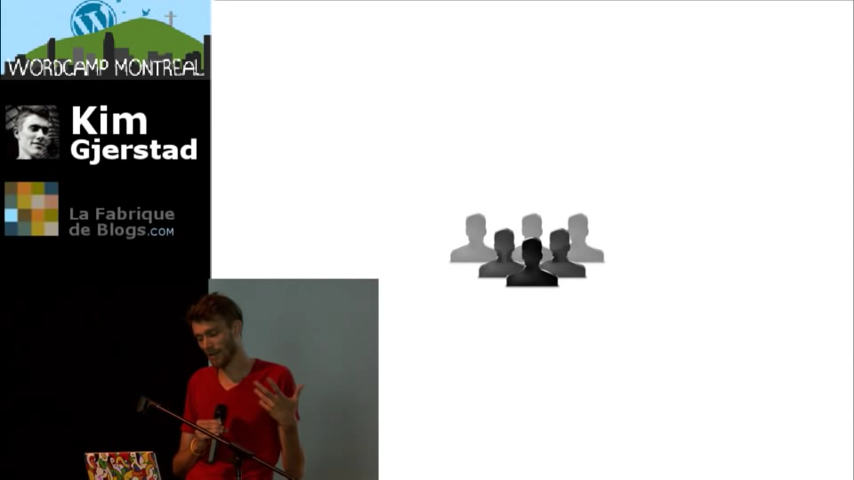 WORDCAMP MONTREAL
Kim
Gjerstad
La Fabrique
de Blogs.com